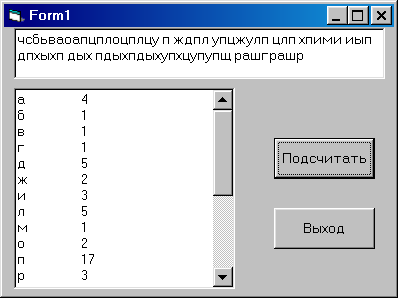 Form1
чсбьваоапцплоцплцу п ждпл упцжулп цлп хпими иып
дпхыхп дых пдыхпдыхупхцупупщ рашграшр
а 4
б 1
в 1
г 1
д 5
ж 2
и 3
л 5
м 1
о 2
п 17
р 3
Подсчитать
Выход